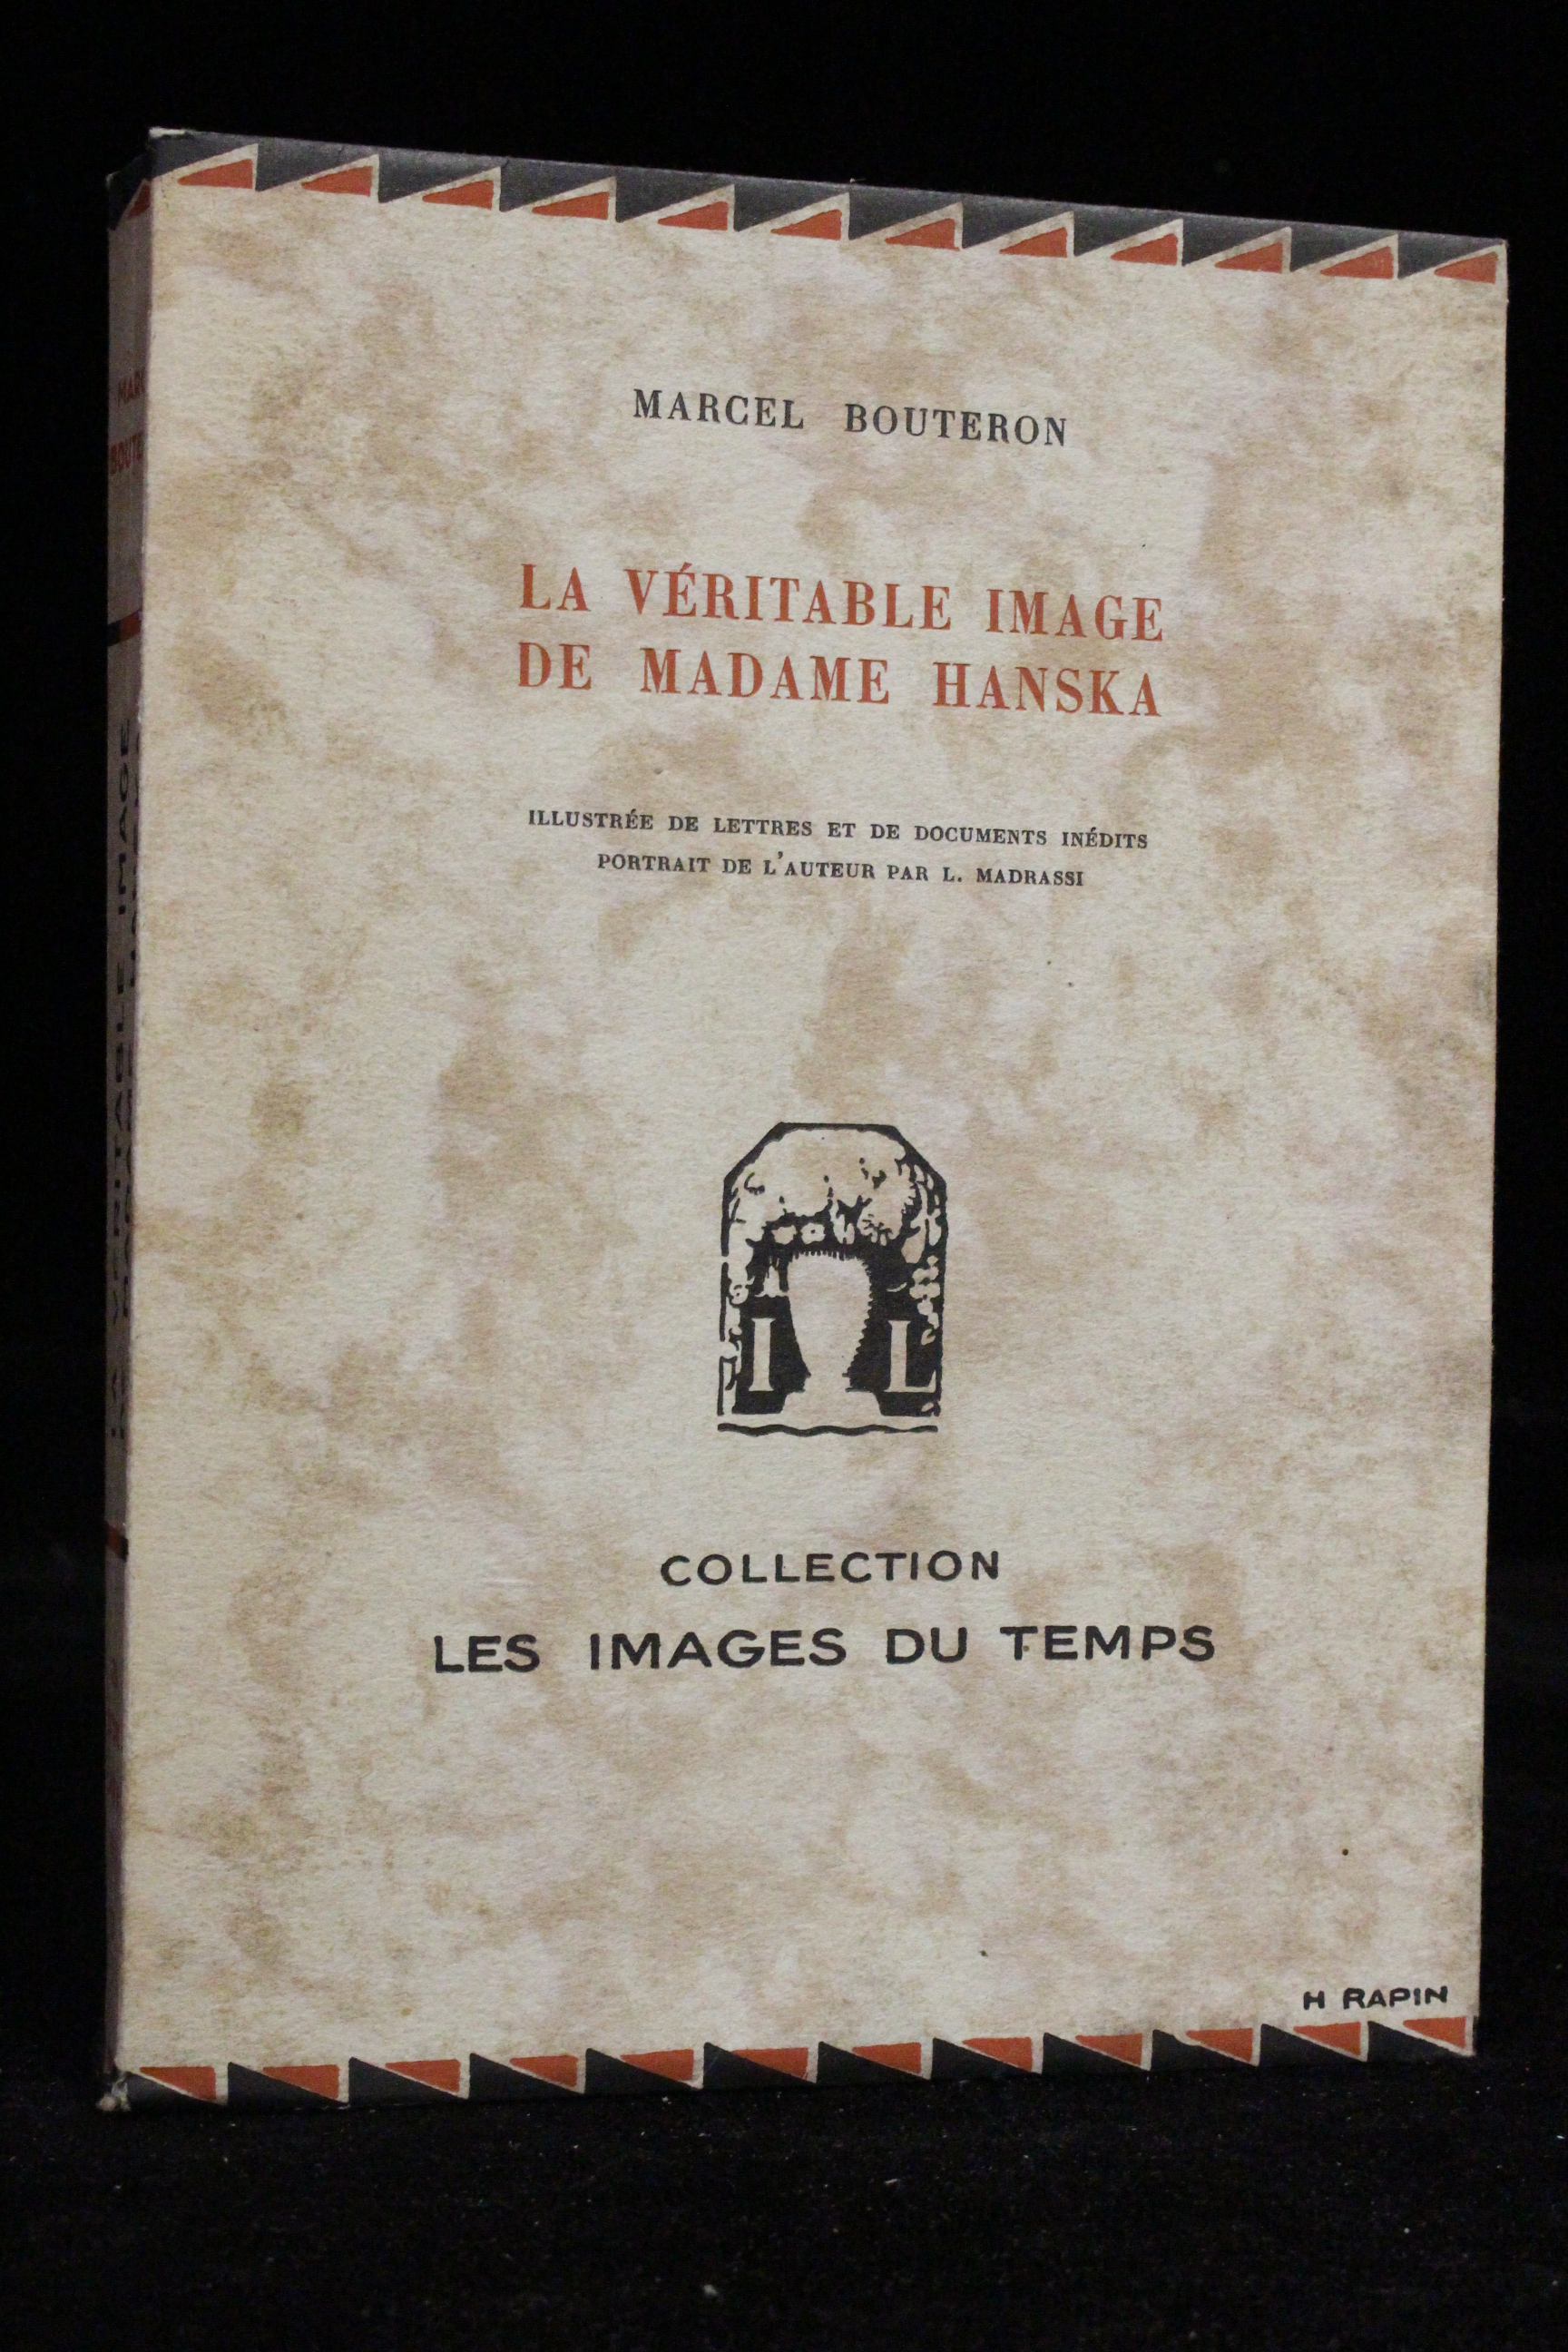 MARCEL BOUTERON
LA VÉRITABLE IMAGE
DE MADAME HANSKA
ILLUSTRÉE DE LETTRES ET DE DOCUMENTS INÉDITS
PORTRAIT DE L'AUTEUR PAR L. MADRASSI
I L
COLLECTION
LES IMAGES DU TEMPS
H RAPIN